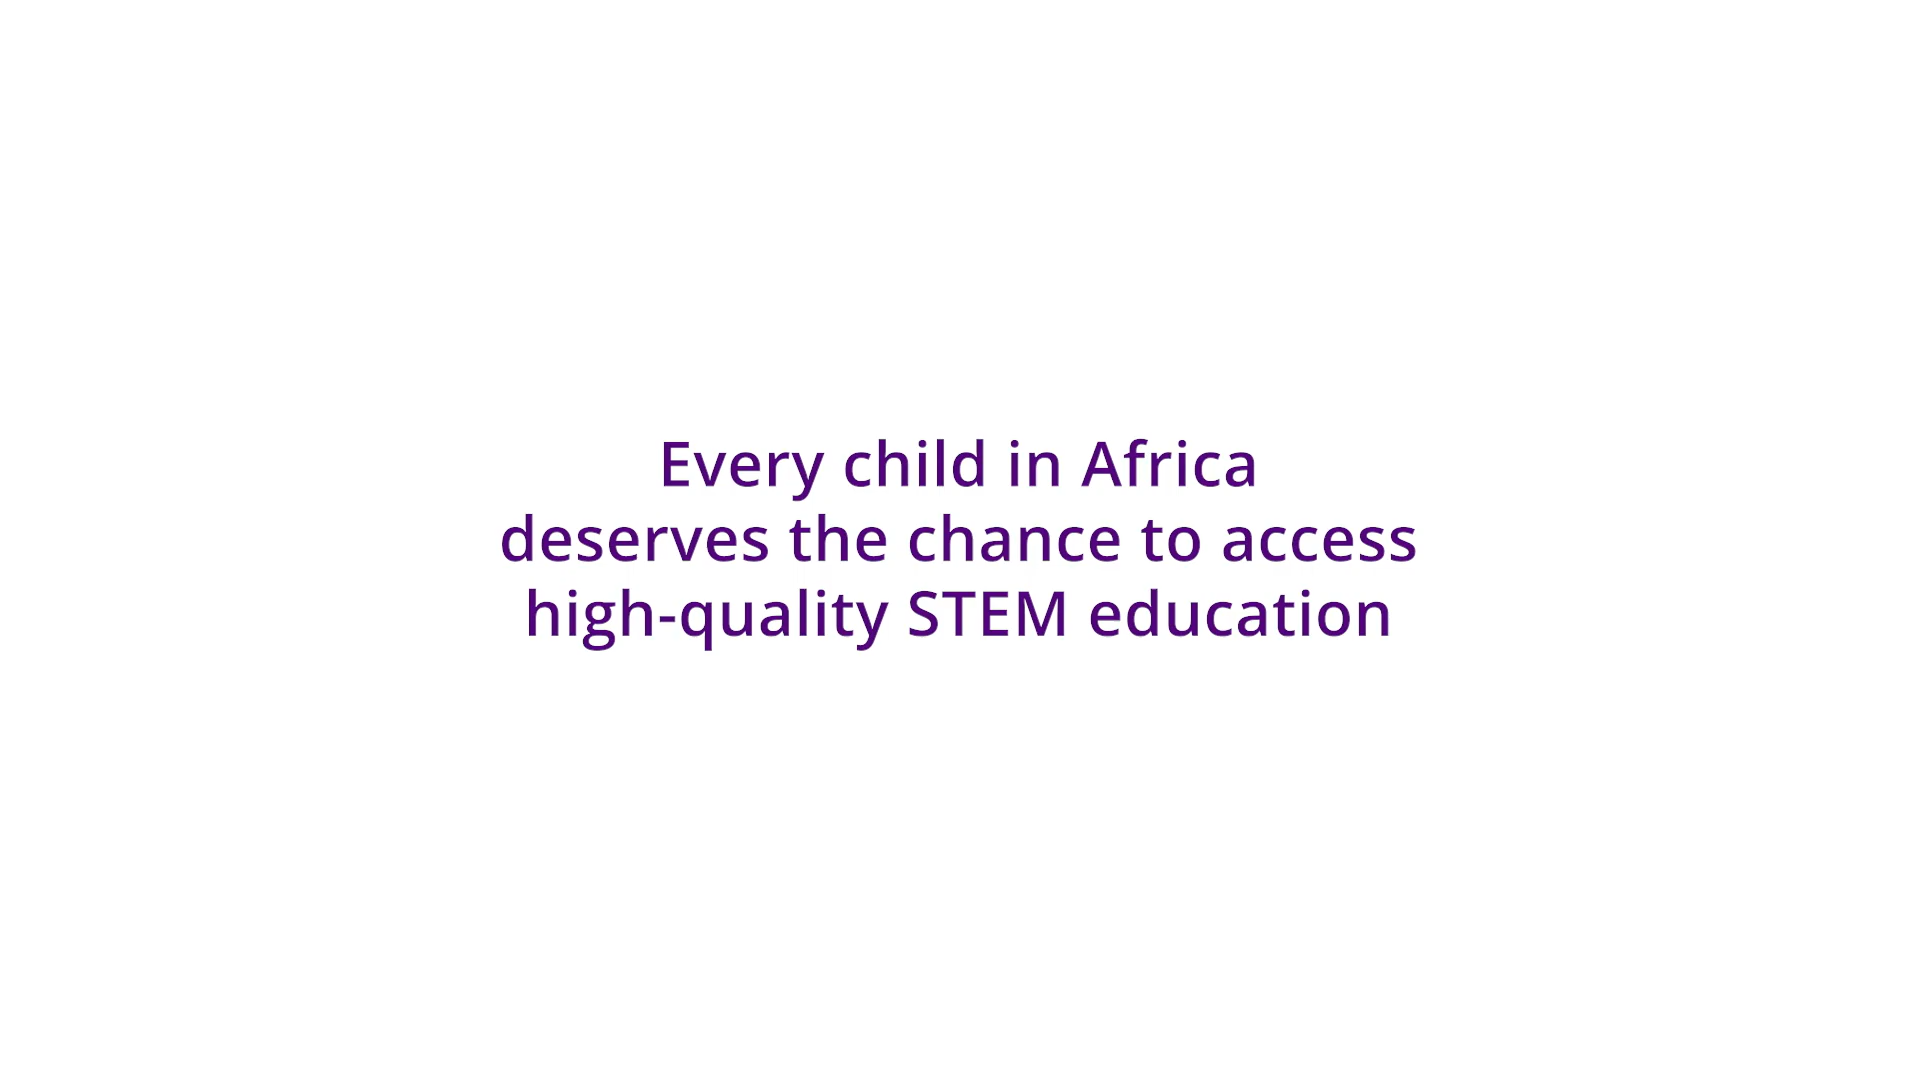 Every child in Africa
deserves the chance to access
high-quality STEM education